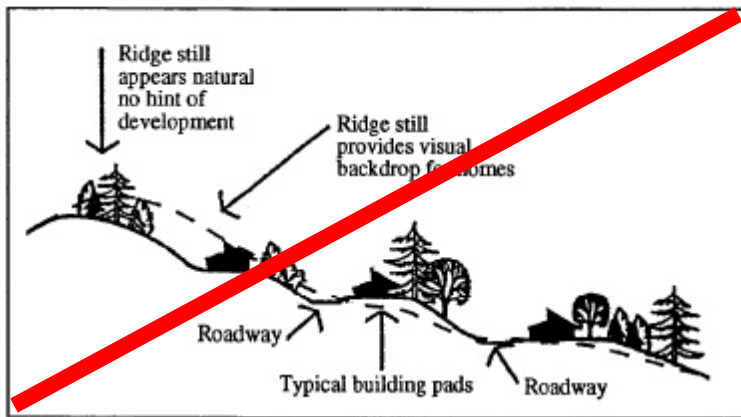 Ridge still
appears natural
no hint of
development
Ridge still
provides visual
backdrop for homes
Roadway
Typical building pads
Roadway